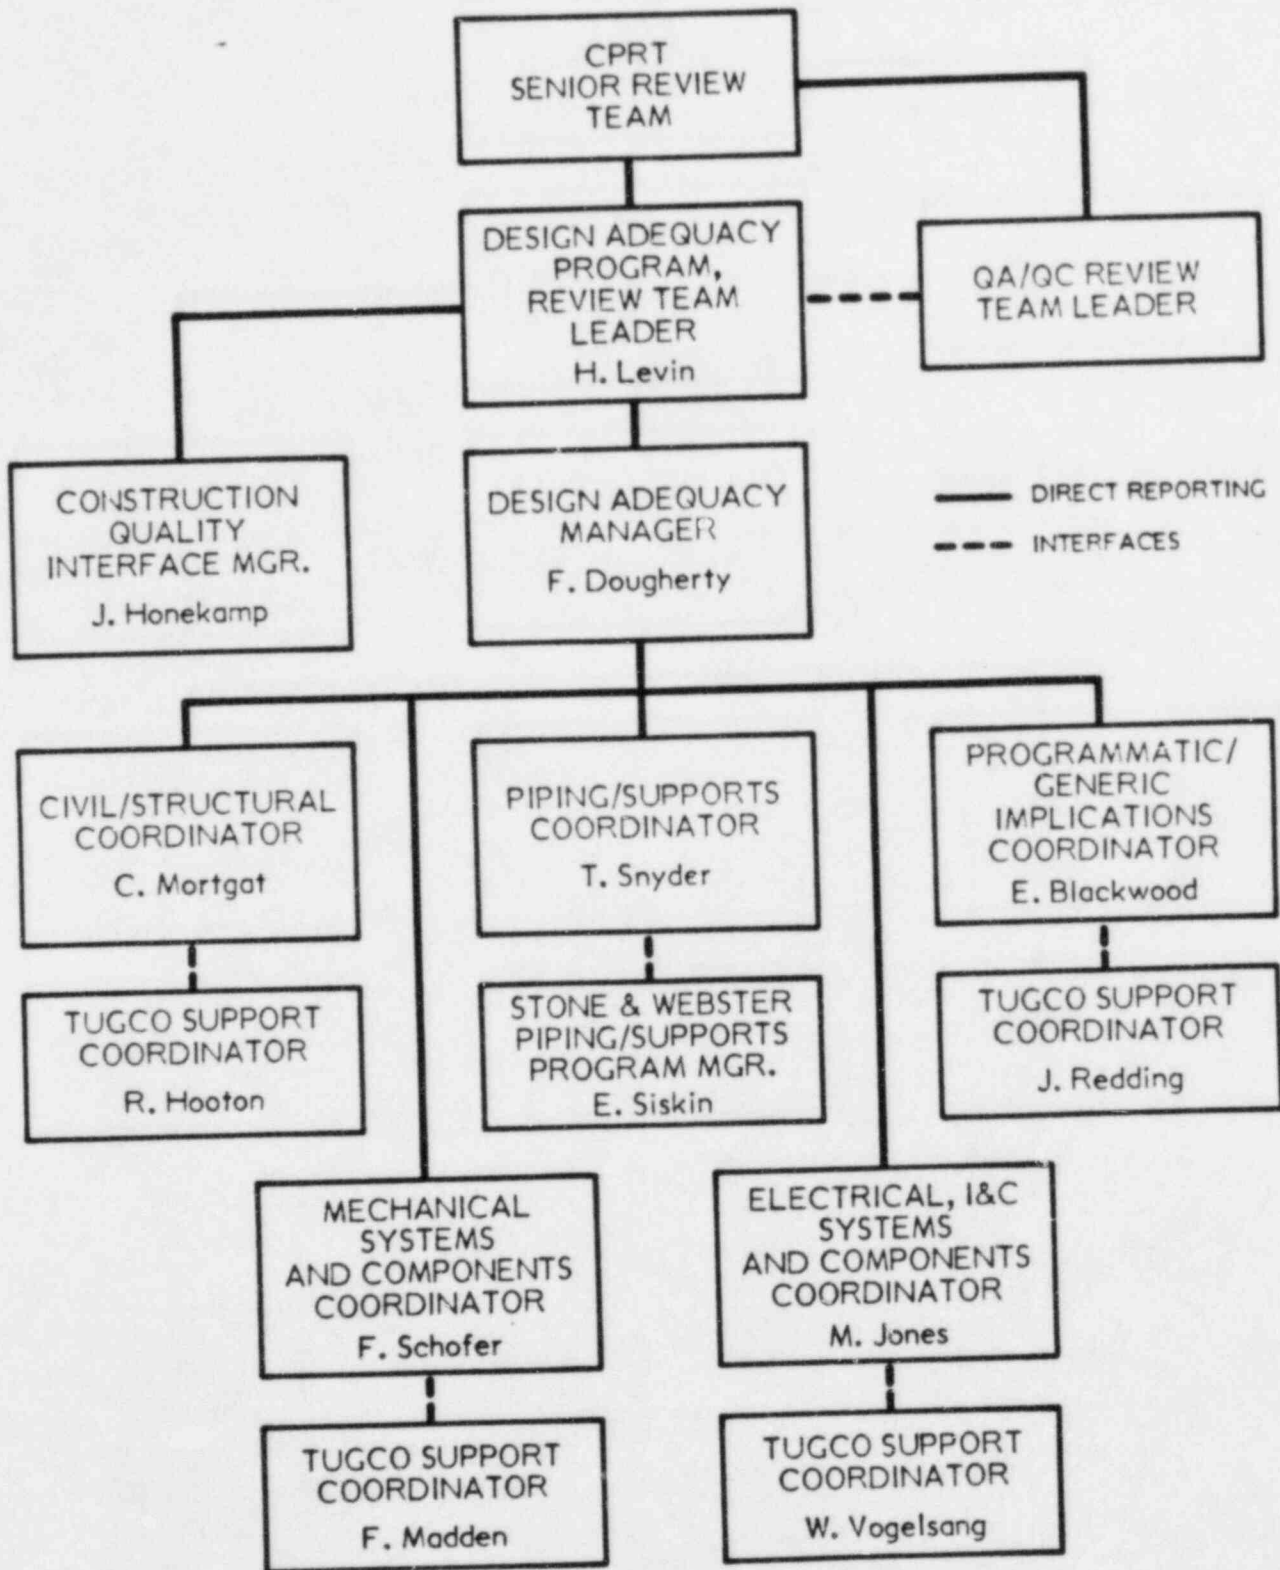 CPRT
SENIOR REVIEW
TEAM
DESIGN ADEQUACY
PROGRAM,
REVIEW TEAM
LEADER
H. Levin
QA/QC REVIEW
TEAM LEADER
CONSTRUCTION
QUALITY
INTERFACE MGR.
J. Honekamp
DESIGN ADEQUACY
MANAGER
F. Dougherty
DIRECT REPORTING
INTERFACES
CIVIL/STRUCTURAL
COORDINATOR
C. Mortgat
PIPING/SUPPORTS
COORDINATOR
T. Snyder
PROGRAMMATIC/
GENERIC
IMPLICATIONS
COORDINATOR
E. Blackwood
TUGCO SUPPORT
COORDINATOR
R. Hooton
STONE & WEBSTER
PIPING/SUPPORTS
PROGRAM MGR.
E. Siskin
TUGCO SUPPORT
COORDINATOR
J. Redding
MECHANICAL
SYSTEMS
AND COMPONENTS
COORDINATOR
F. Schofer
ELECTRICAL, I&C
SYSTEMS
AND COMPONENTS
COORDINATOR
M. Jones
TUGCO SUPPORT
COORDINATOR
F. Madden
TUGCO SUPPORT
COORDINATOR
W. Vogelsang